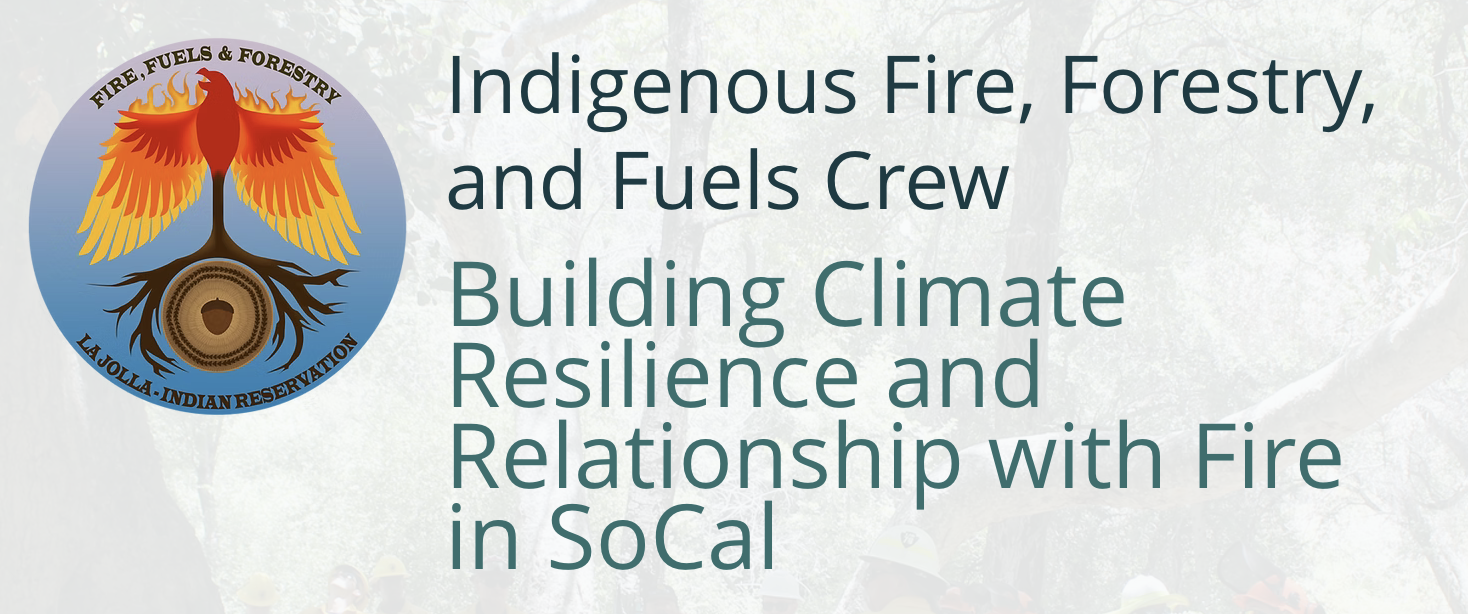 FIRE, FUELS & FORESTRY
LA JOLLA - INDIAN RESERVATION
Indigenous Fire, Forestry,
and Fuels Crew
Building Climate
Resilience and
Relationship with Fire
in SoCal